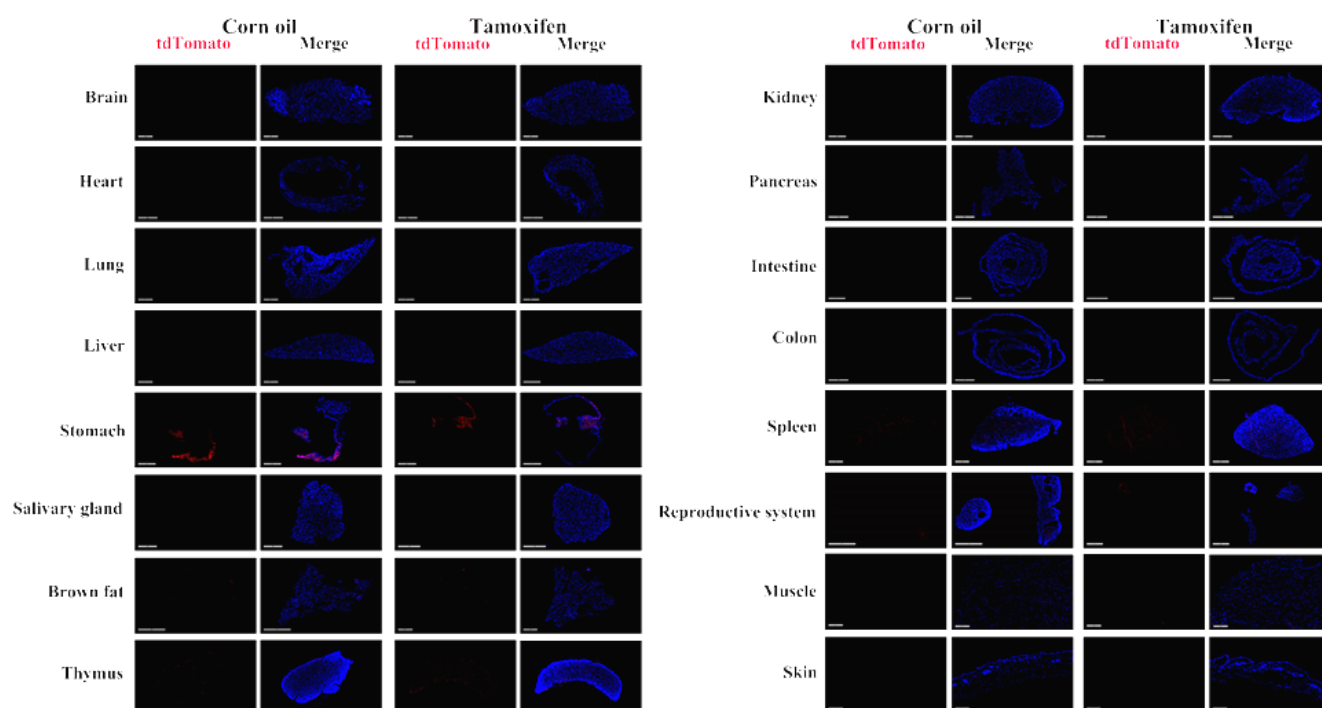 Corn oil Tamoxifen
tdTomato Merge tdTomato Merge
Brain
Heart
Lung
Liver
Stomach
Salivary gland
Brown fat
Thymus
Corn oil Tamoxifen
tdTomato Merge tdTomato Merge
Kidney
Pancreas
Intestine
Colon
Spleen
Reproductive system
Muscle
Skin